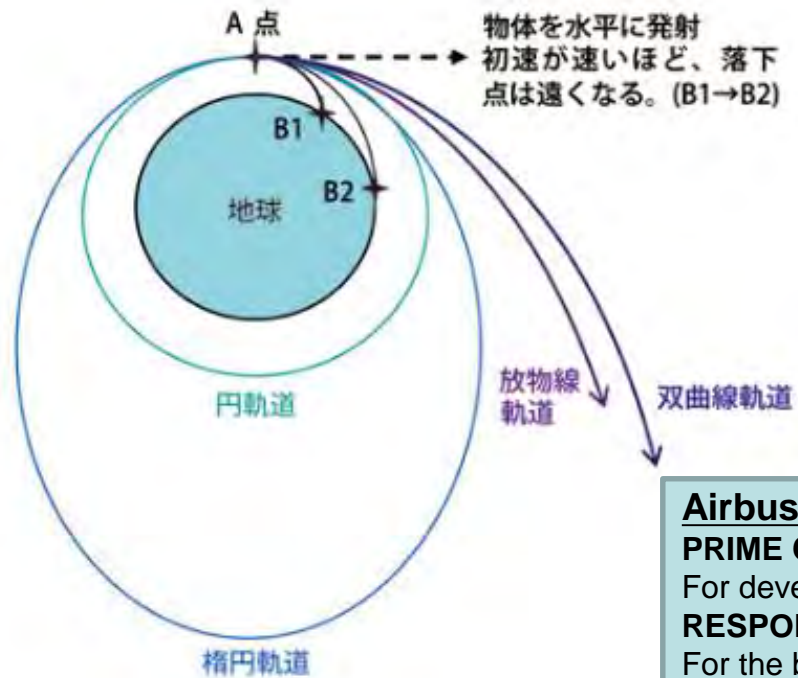 A 点
物体を水平に発射
初速が速いほど、落下
点は遠くなる。(B1→B2)
B1
B2
地球
円軌道
放物線
軌道
双曲線軌道
楕円軌道
Airbus
PRIME
For
RESPO
For the